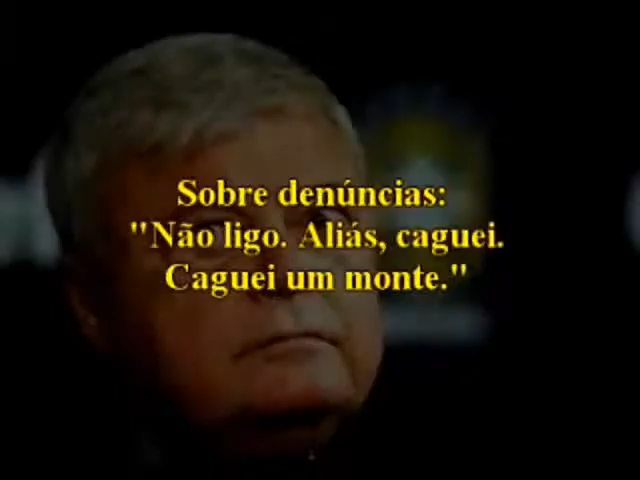 Sobre denúncias:
"Não ligo. Aliás, caguei.
Caguei um monte."